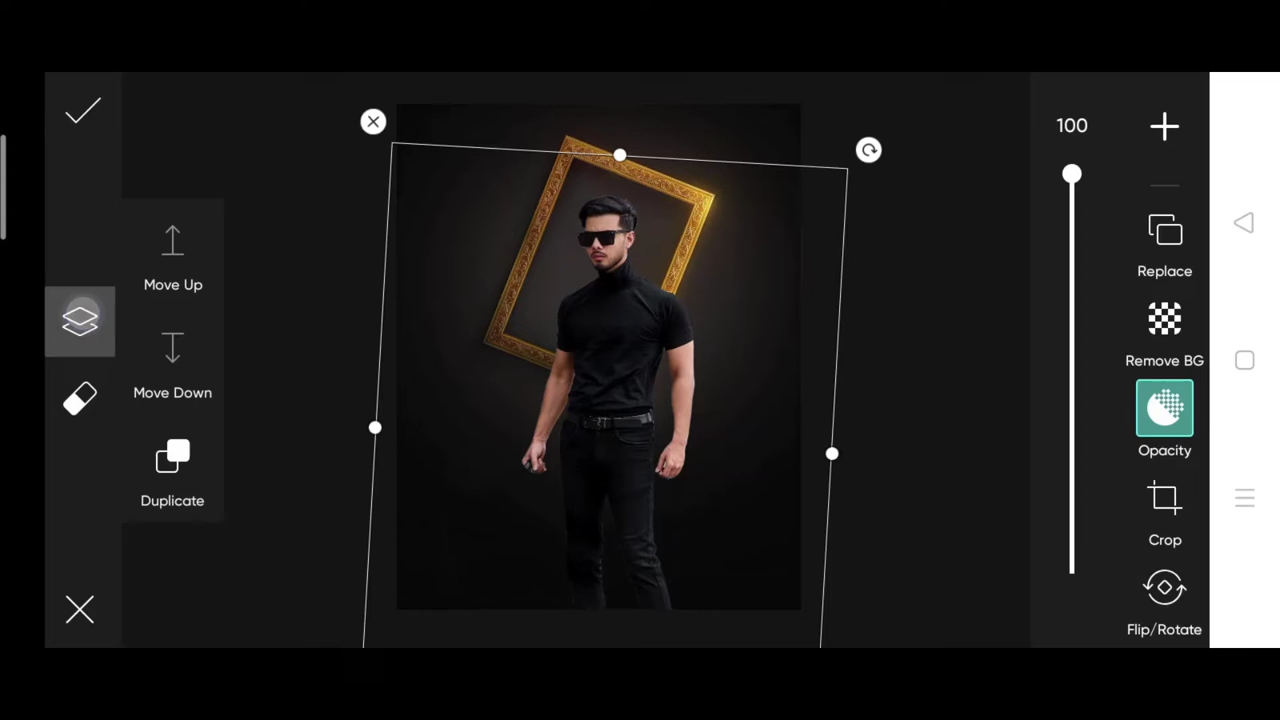 100
Move Up
Move Down
Duplicate
Replace
Remove BG
Opacity
Crop
Flip/Rotate